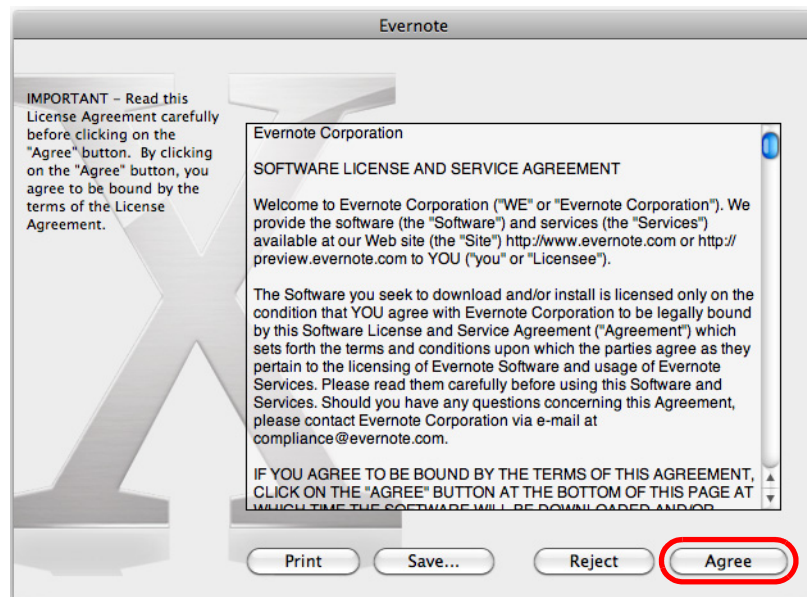 Evernote
IMPORTANT – Read this
License Agreement carefully
before clicking on the
"Agree" button. By clicking
on the "Agree" button, you
agree to be bound by the
terms of the License
Agreement.
Evernote Corporation
SOFTWARE LICENSE AND SERVICE AGREEMENT
Welcome to Evernote Corporation ("WE" or "Evernote Corporation"). We
provide the software (the "Software") and services (the "Services")
available at our Web site (the "Site") http://www.evernote.com or http://
preview.evernote.com to YOU ("you" or "Licensee").
The Software you seek to download and/or install is licensed only on the
condition that YOU agree with Evernote Corporation to be legally bound
by this Software License and Service Agreement ("Agreement") which
sets forth the terms and conditions upon which the parties agree as they
pertain to the licensing of Evernote Software and usage of Evernote
Services. Please read them carefully before using this Software and
Services. Should you have any questions concerning this Agreement,
please contact Evernote Corporation via e-mail at
compliance@evernote.com.
IF YOU AGREE TO BE BOUND BY THE TERMS OF THIS AGREEMENT,
CLICK ON THE "AGREE" BUTTON AT THE BOTTOM OF THIS PAGE AT
WHICH TIME THE SOFTWARE WILL BE DOWNLOADED AND/OR
Print
Save...
Reject
Agree